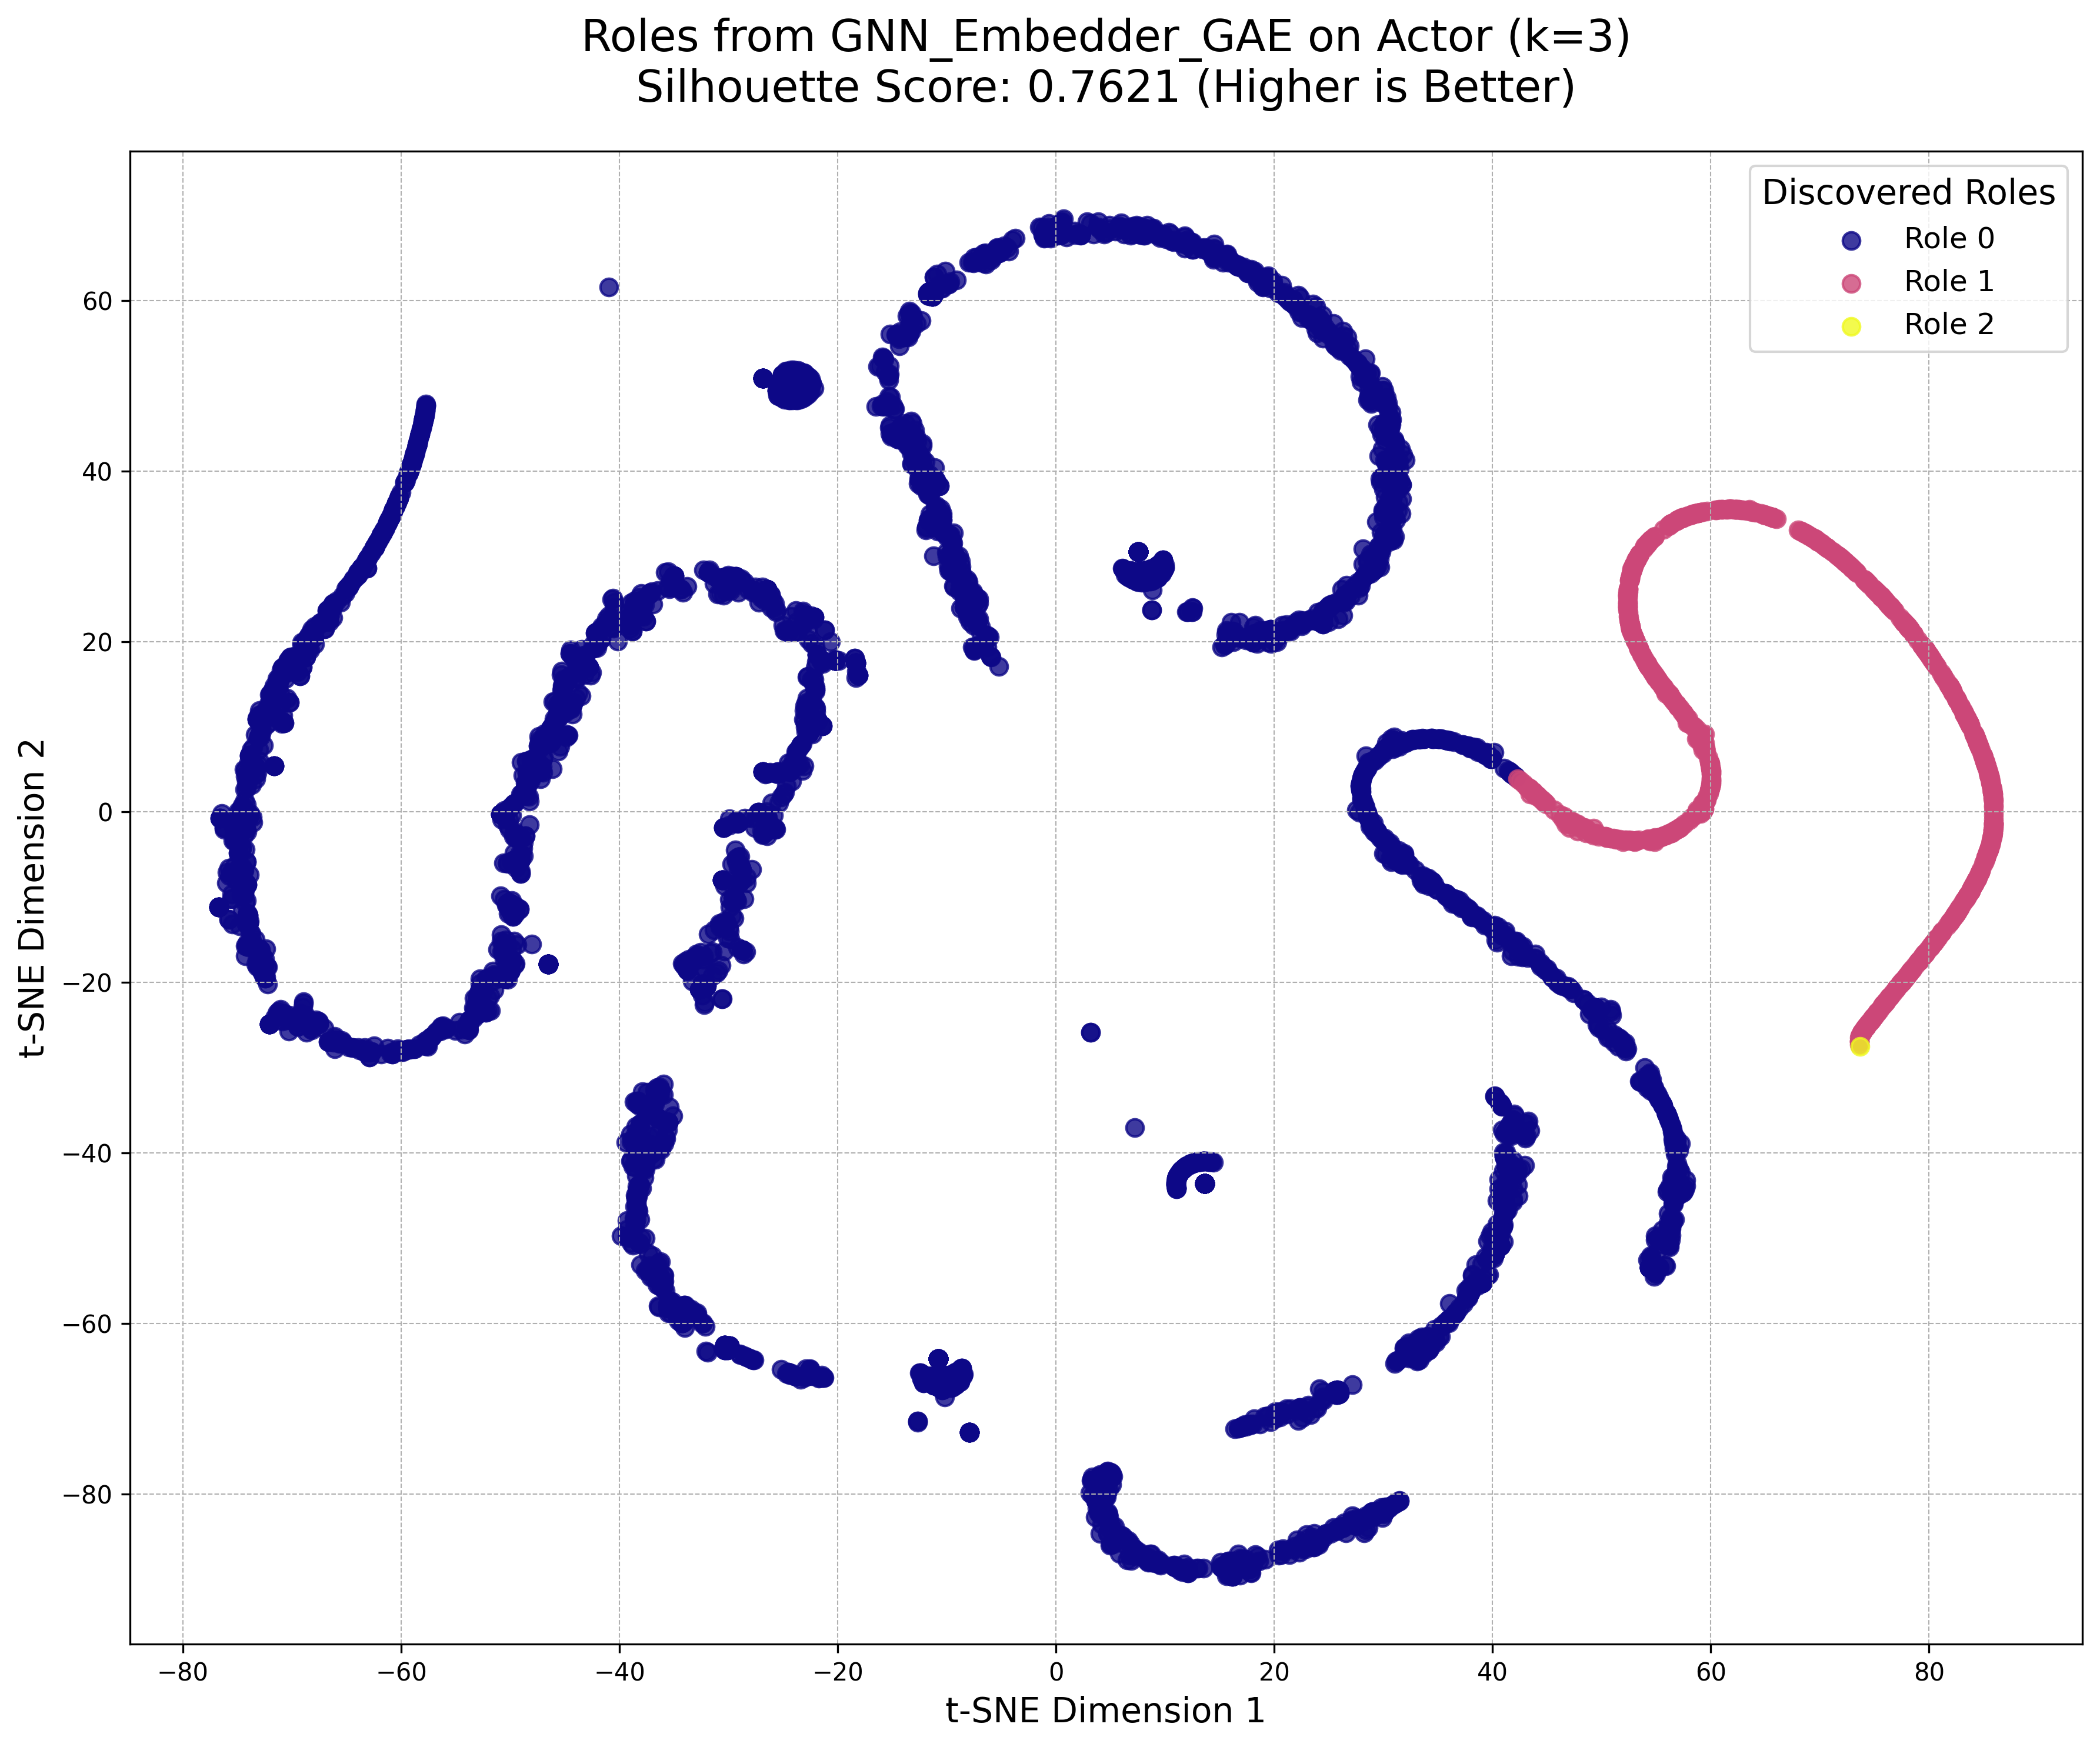 Roles from GNN_Embedder_GAE on Actor (k=3)
Silhouette Score: 0.7621 (Higher is Better)
Discovered Roles
Role 0
Role 1
Role 2
t-SNE Dimension 2
60
40
20
0
−20
−40
−60
−80
−80
−60
−40
−20
0
20
40
60
80
t-SNE Dimension 1